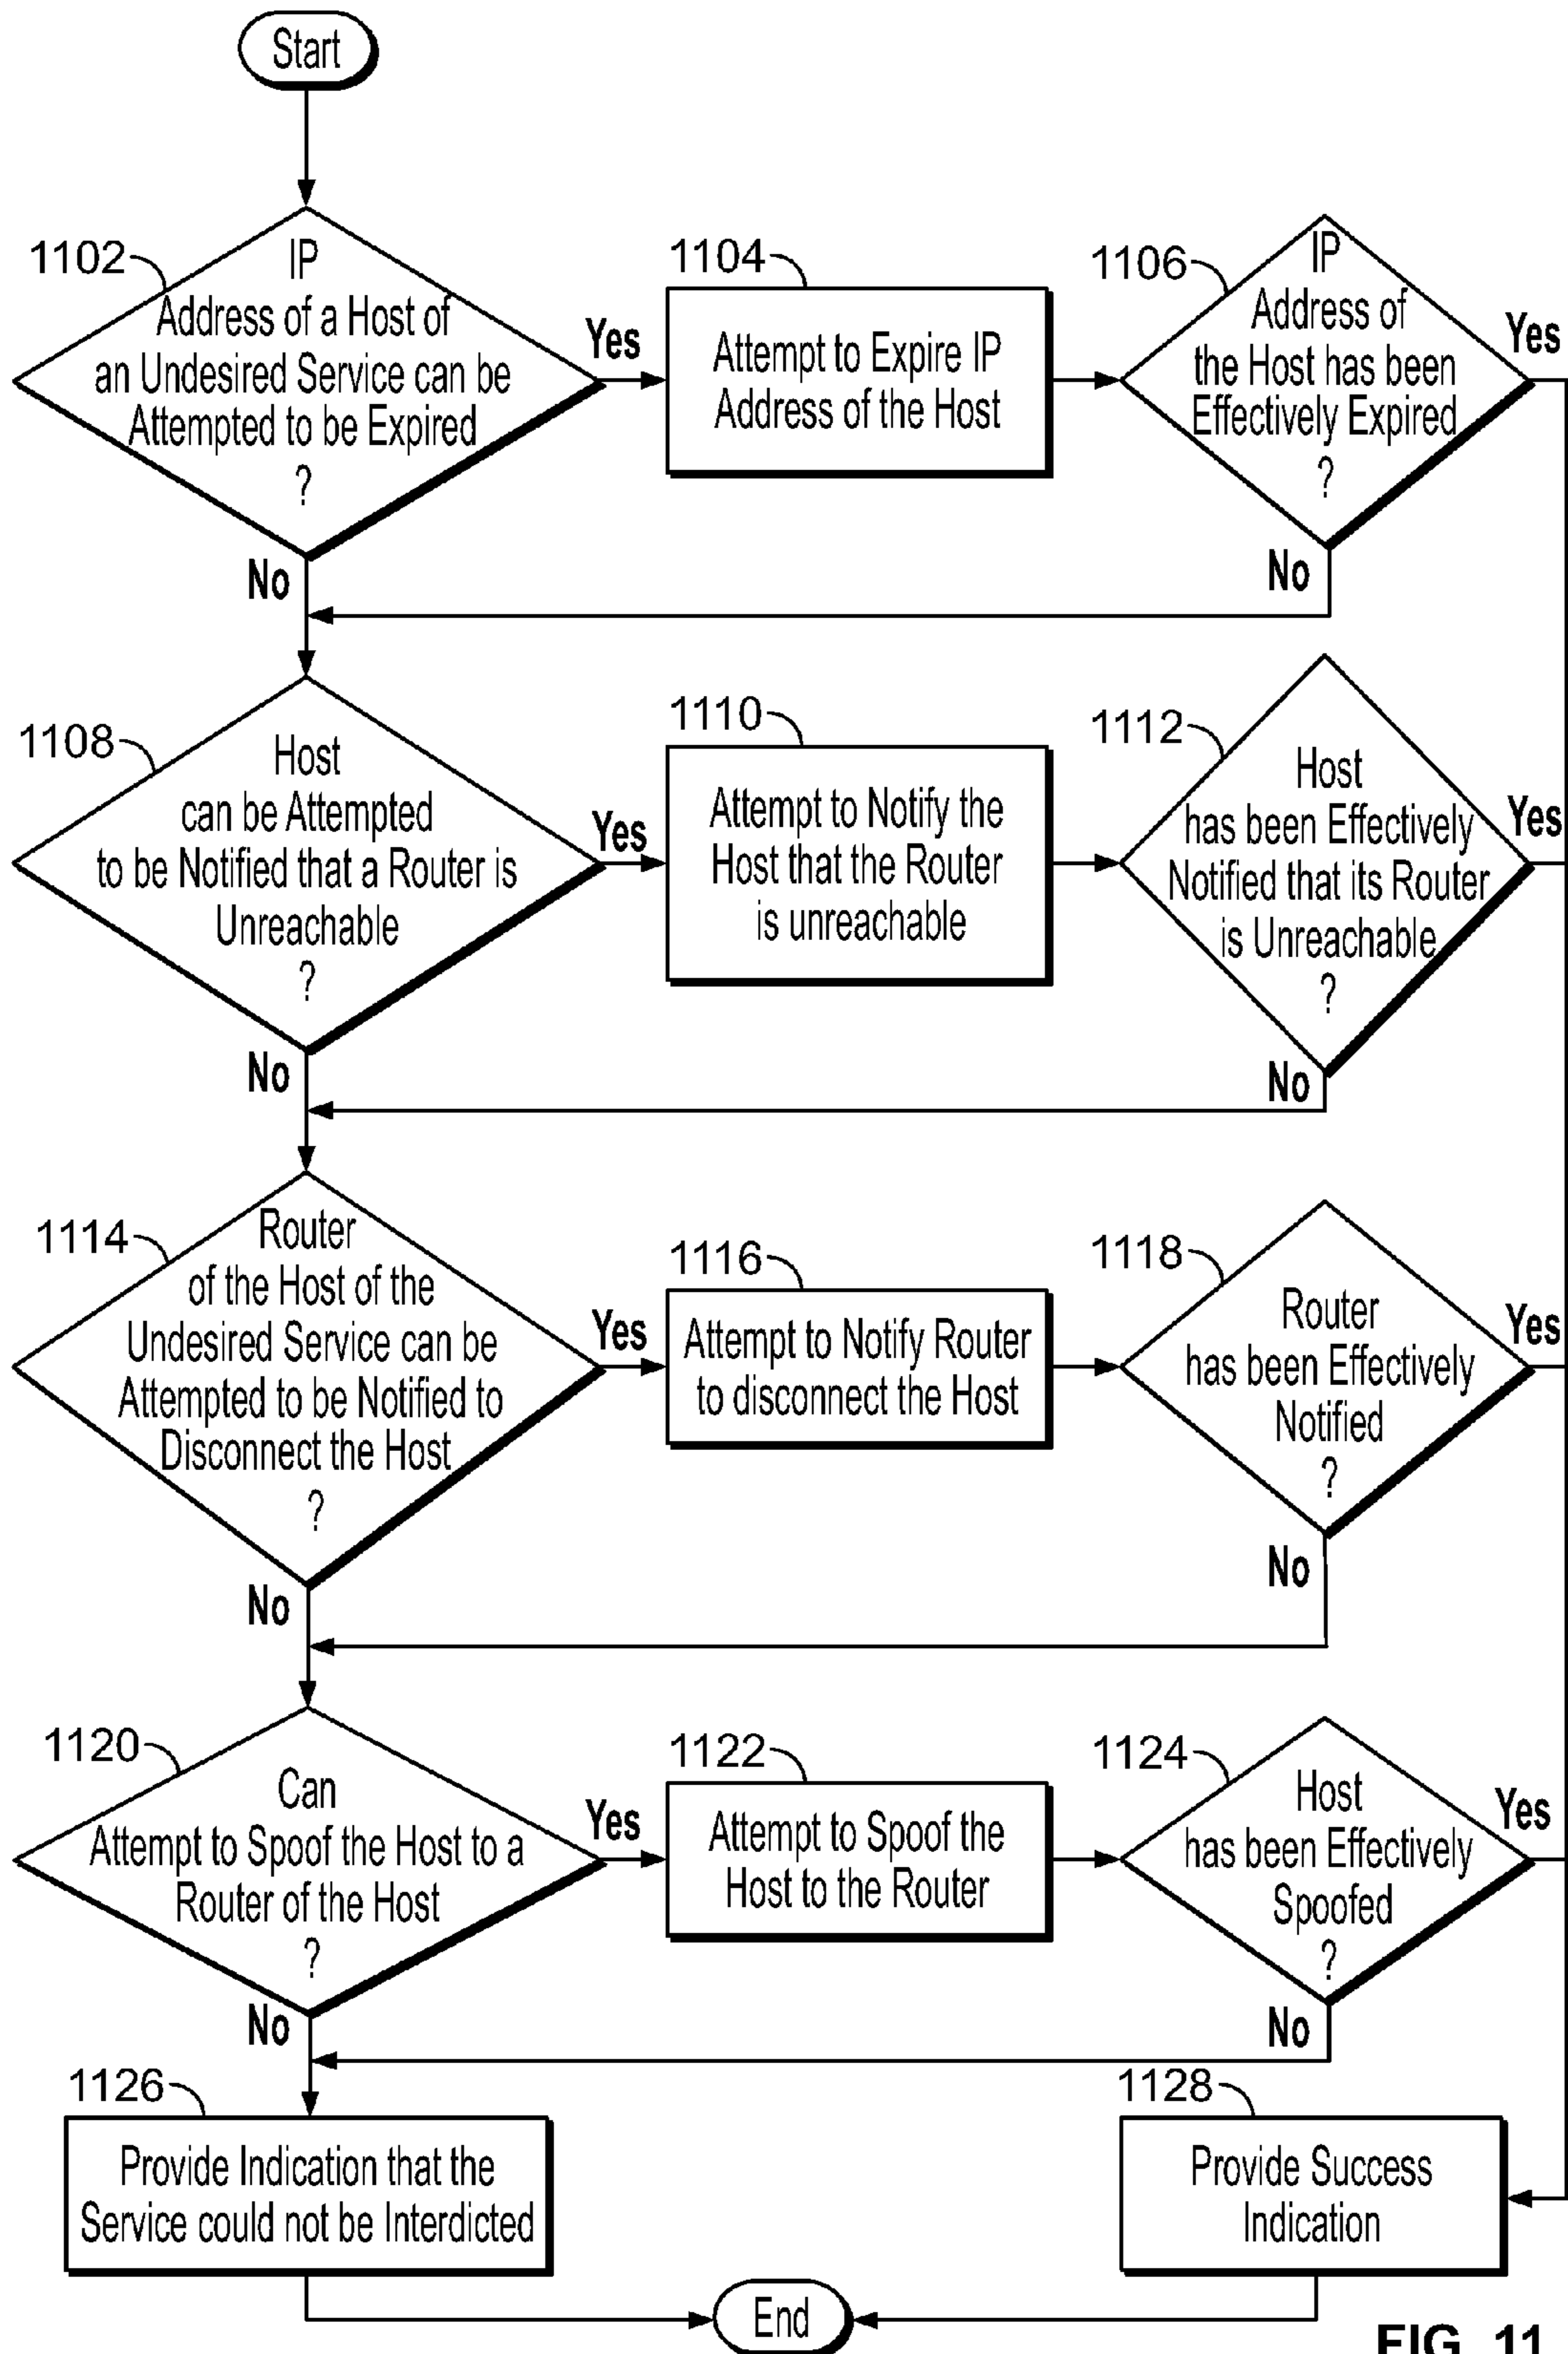 Start
1102
IP
Address of a Host of
an Undesired Service can be
Attempted to be Expired
?
Yes
No
1104
Attempt to Expire IP
Address of the Host
1106
IP
Address of
the Host has been
Effectively Expired
?
Yes
No
1108
Host
can be Attempted
to be Notified that a Router is
Unreachable
?
Yes
No
1110
Attempt to Notify the
Host that the Router
is unreachable
1112
Host
has been Effectively
Notified that its Router
is Unreachable
?
Yes
No
1114
Router
of the Host of the
Undesired Service can be
Attempted to be Notified to
Disconnect the Host
?
Yes
No
1116
Attempt to Notify Router
to disconnect the Host
1118
Router
has been Effectively
Notified
?
Yes
No
1120
Can
Attempt to Spoof the Host to a
Router of the Host
?
Yes
No
1122
Attempt to Spoof the
Host to the Router
1124
Host
has been Effectively
Spoofed
?
Yes
No
1126
Provide Indication that the
Service could not be Interdicted
1128
Provide Success
Indication
End
FIG. 11